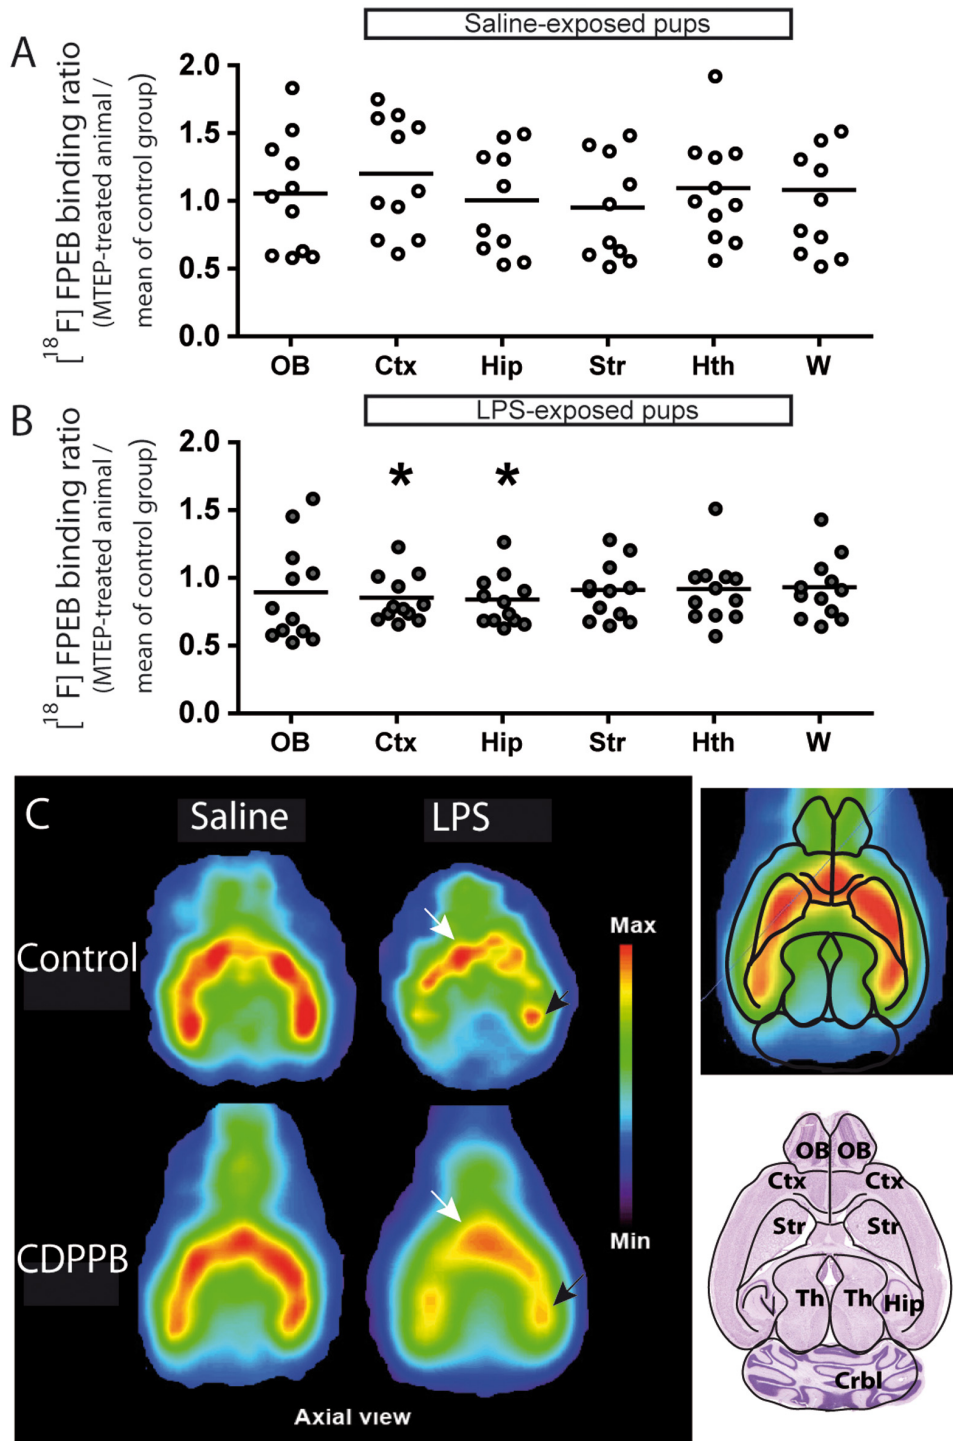 A
Saline-exposed pups
[18F] FPEB binding ratio
(MTEP-treated animal /
mean of control group)
2.0
1.5
1.0
0.5
0.0
OB Ctx Hip Str Hth W
B
LPS-exposed pups
[18F] FPEB binding ratio
(MTEP-treated animal /
mean of control group)
2.0
* *
1.5
1.0
0.5
0.0
OB Ctx Hip Str Hth W
C
Saline LPS
Control
Max
Min
CDPPB
Axial view
OB OB
Ctx Ctx
Str Str
Th Th Hip
Crbl